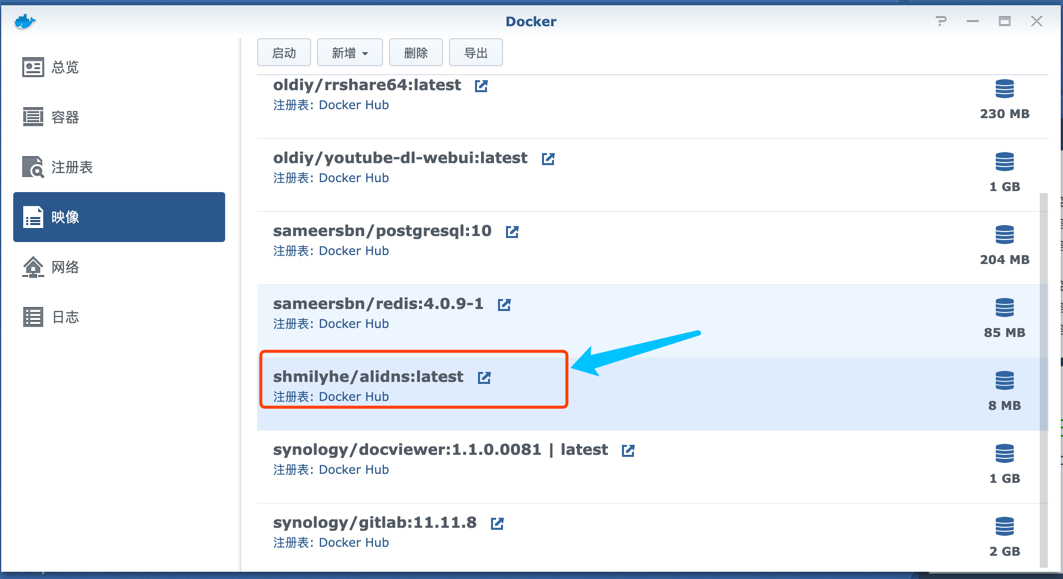 Docker
总览
容器
注册表
映像
网络
日志
启动 新增 删除 导出
oldiy/rrshare64:latest
注册表: Docker Hub
230 MB
oldiy/youtube-dl-webui:latest
注册表: Docker Hub
1 GB
sameersbn/postgresql:10
注册表: Docker Hub
204 MB
sameersbn/redis:4.0.9-1
注册表: Docker Hub
85 MB
shmilyhe/alidns:latest
注册表: Docker Hub
8 MB
synology/docviewer:1.1.0.0081 | latest
注册表: Docker Hub
1 GB
synology/gitlab:11.11.8
注册表: Docker Hub
2 GB